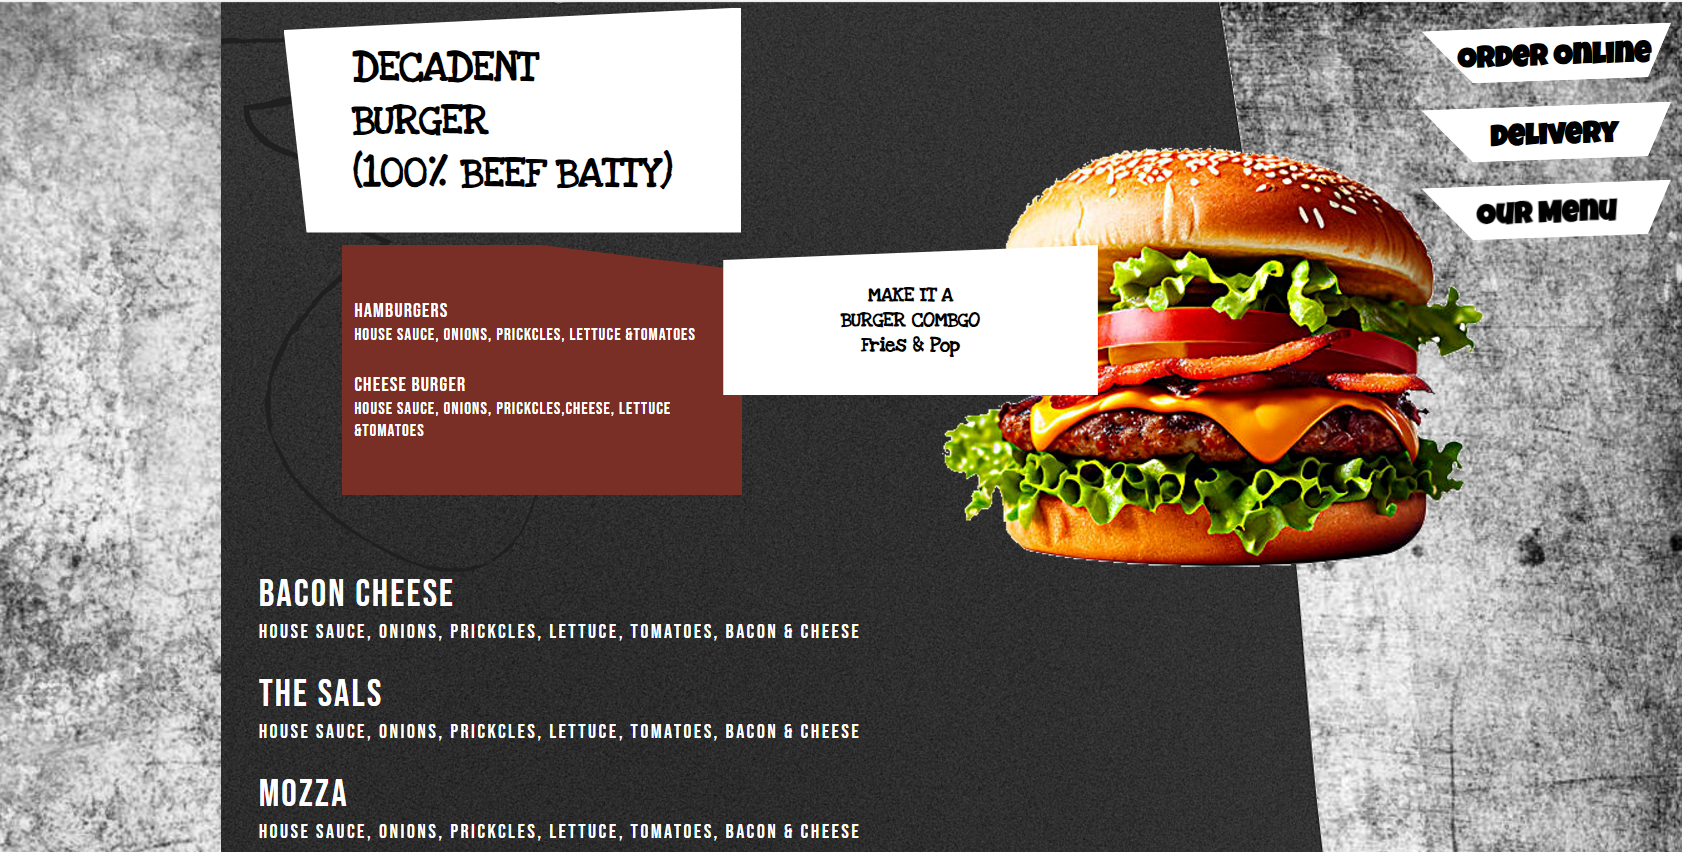 DECADENT
BURGER
(100% BEEF BATTY)
ORDER ONLINE
DELIVERY
OUR MENU
HAMBURGERS
HOUSE SAUCE, ONIONS, PRICKCLES, LETTUCE &TOMATOES
CHEESE BURGER
HOUSE SAUCE, ONIONS, PRICKCLES,CHEESE, LETTUCE
&TOMATOES
MAKE IT A
BURGER COMBGO
Fries & Pop
BACON CHEESE
HOUSE SAUCE, ONIONS, PRICKCLES, LETTUCE, TOMATOES, BACON & CHEESE
THE SALS
HOUSE SAUCE, ONIONS, PRICKCLES, LETTUCE, TOMATOES, BACON & CHEESE
MOZZA
HOUSE SAUCE, ONIONS, PRICKCLES, LETTUCE, TOMATOES, BACON & CHEESE